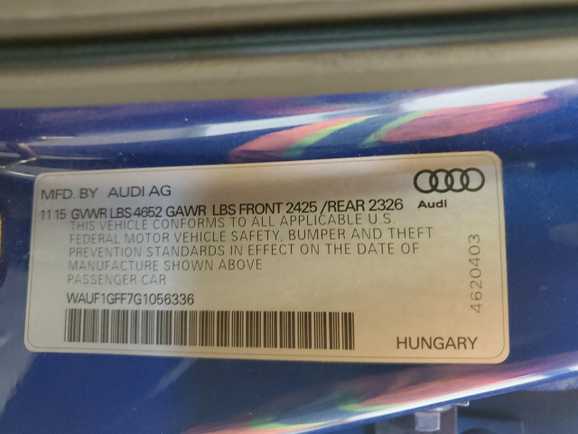 MFD. BY AUDI AG
11 15 GVWR LBS 4652 GAWR LBS FRONT 2425 /REAR 2326
THIS VEHICLE CONFORMS TO ALL APPLICABLE U.S.
FEDERAL MOTOR VEHICLE SAFETY, BUMPER AND THEFT
PREVENTION STANDARDS IN EFFECT ON THE DATE OF
MANUFACTURE SHOWN ABOVE
PASSENGER CAR
WAUF1GFF7G1056336
Audi
4620403
HUNGARY